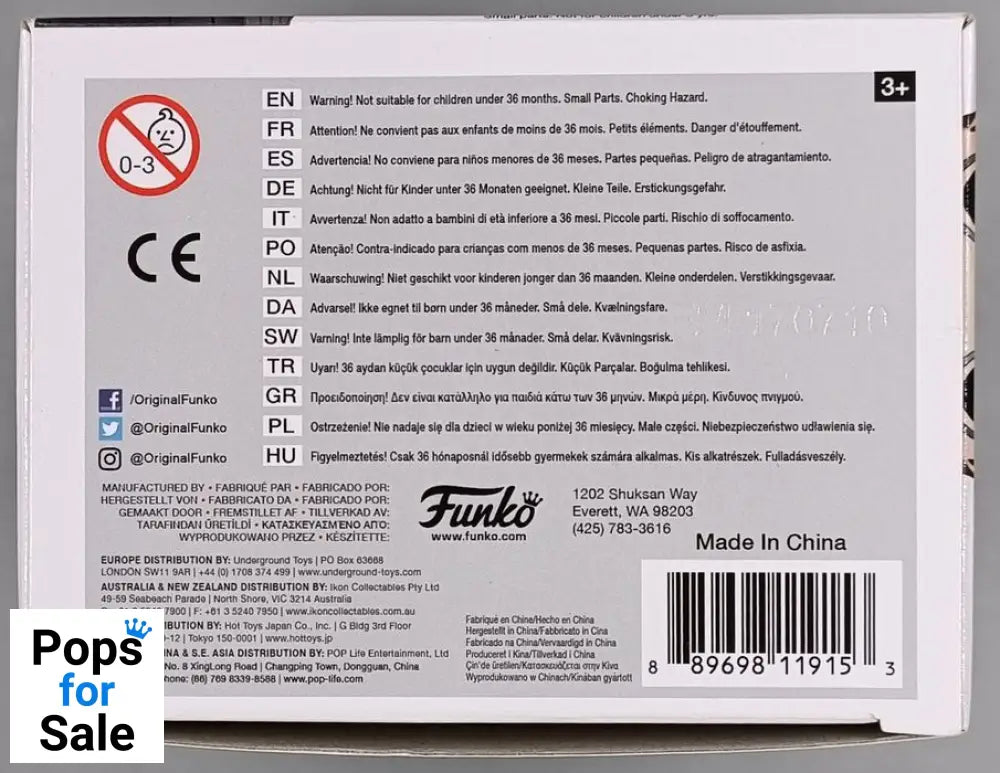 3+
0-3
EN Warning! Not suitable for children under 36 months. Small Parts. Choking Hazard.
FR Attention! Ne convient pas aux enfants de moins de 36 mois. Petits éléments. Danger d'étouffement.
ES Advertencia! No conviene para niños menores de 36 meses. Partes pequeñas. Peligro de atragantamiento.
DE Achtung! Nicht für Kinder unter 36 Monaten geeignet. Kleine Teile. Erstickungsgefahr.
IT Avvertenza! Non adatto a bambini di età inferiore a 36 mesi. Piccole parti. Rischio di soffocamento.
PO Atenção! Contra-indicado para crianças com menos de 36 meses. Pequenas partes. Risco de asfixia.
NL Waarschuwing! Niet geschikt voor kinderen jonger dan 36 maanden. Kleine onderdelen. Verstikkingsgevaar.
DA Advarsel! Ikke egnet til børn under 36 måneder. Små dele. Kvælningsfare.
SW Varning! Inte lämplig för barn under 36 månader. Små delar. Kvävningsrisk.
TR Uyarı! 36 aydan küçük çocuklar için uygun değildir. Küçük Parçalar. Boğulma tehlikesi.
GR Προειδοποίηση! Δεν είναι κατάλληλο για παιδιά κάτω των 36 μηνών. Μικρά μέρη. Κίνδυνος πνιγμού.
PL Ostrzeżenie! Nie nadaje się dla dzieci w wieku poniżej 36 miesięcy. Małe części. Niebezpieczeństwo udławienia się.
HU Figyelmeztetés! Csak 36 hónaposnál idősebb gyermekek számára alkalmas. Kis alkatrészek. Fulladásveszély.
CE
/OriginalFunko
@OriginalFunko
@OriginalFunko
MANUFACTURED BY • FABRIQUÉ PAR • FABRICADO POR:
HERGESTELLT VON • FABBRICATO DA • FABRICADO POR:
GEMAAKT DOOR • FREMSTILLET AF • TILLVERKAD AV:
TARAFINDAN ÜRETİLDİ • ΚΑΤΑΣΚΕΥΑΣΜΕΝΟ ΑΠΟ:
WYPRODUKOWANO PRZEZ • KÉSZÍTETTE:
Funko
www.funko.com
1202 Shuksan Way
Everett, WA 98203
(425) 783-3616
Made In China
EUROPE DISTRIBUTION BY: Underground Toys | PO Box 63668
LONDON SW11 9AR | +44 (0) 1708 374 499 | www.underground-toys.com
AUSTRALIA & NEW ZEALAND DISTRIBUTION BY: Ikon Collectables Pty Ltd
49-59 Seabeach Parade | North Shore, VIC 3214 Australia
7900 | F: +61 3 5240 7950 | www.ikoncollectables.com.au
BUTION BY: Hot Toys Japan Co., Inc. | G Bldg 3rd Floor
-12 | Tokyo 150-0001 | www.hottoys.jp
NA & S.E. ASIA DISTRIBUTION BY: POP Life Entertainment, Ltd
No. 8 XingLong Road | Changping Town, Dongguan, China
hone: (86) 769 8339-8588 | www.pop-life.com
Fabriqué en Chine/Hecho en China
Hergestellt in China/Fabbricato in Cina
Fabricado na China/Vervaardigd in China
Produceret i Kina/Tillverkad i China
Çin'de üretilen/Κατασκευάζεται στην Κίνα
Wyprodukowano w Chinach/Kínában gyártott
8 89698 11915 3
Pops
for
Sale